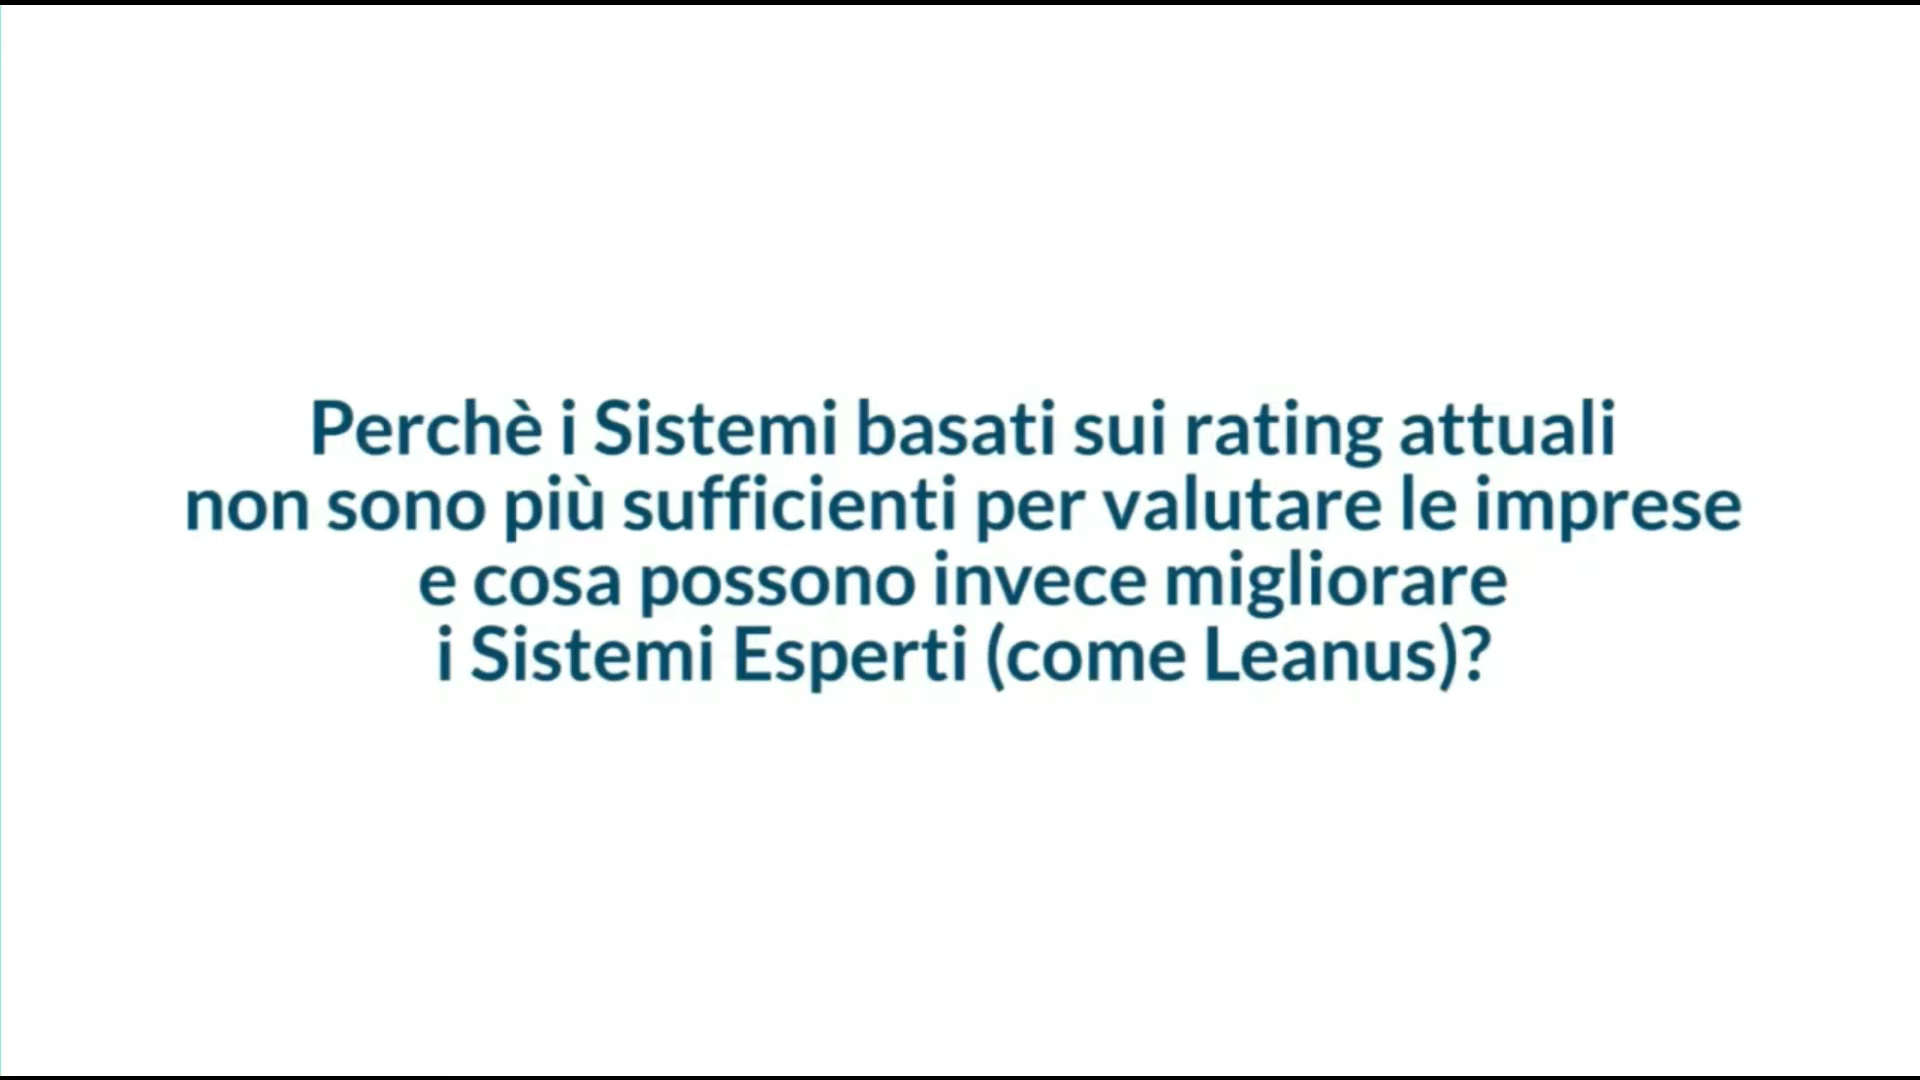 Perchè i Sistemi basati sui rating attuali
non sono più sufficienti per valutare le imprese
e cosa possono invece migliorare
i Sistemi Esperti (come Leanus)?